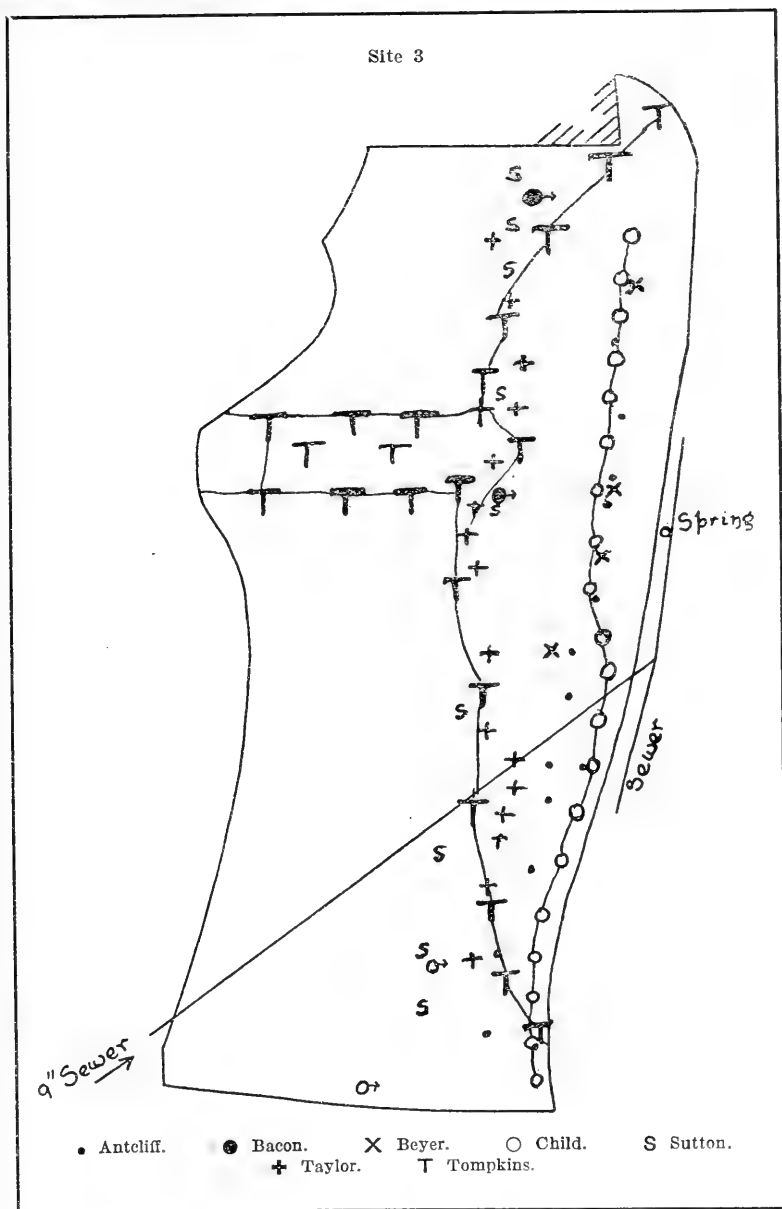 Site 3
Spring
Sewer
9" Sewer
Antcliff. Bacon. Beyer. Child. S Sutton.
Taylor. T Tompkins.